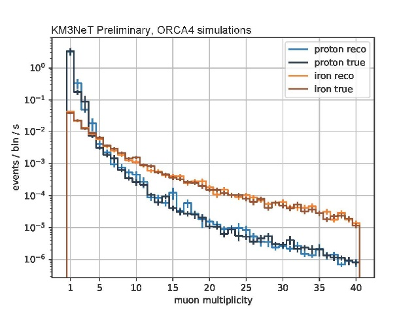 KM3NeT Preliminary, ORCA4 simulations
proton reco
proton true
iron reco
iron true
events / bin / s
10⁰
10⁻¹
10⁻²
10⁻³
10⁻⁴
10⁻⁵
10⁻⁶
1 5 10 15 20 25 30 35 40
muon multiplicity